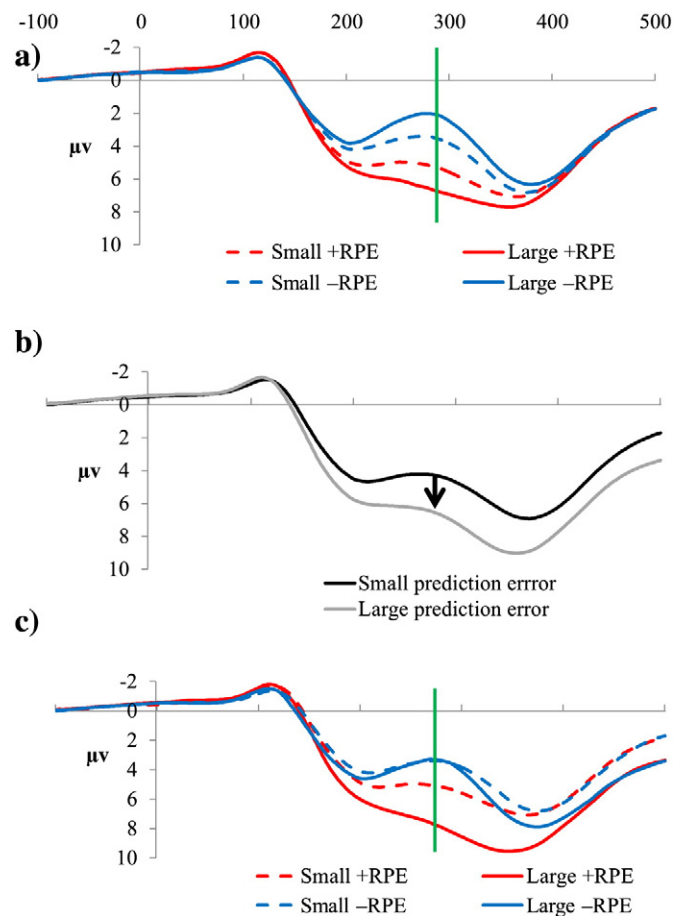 -100 0 100 200 300 400 500
a)
-2
0
2
4
6
8
10
μv
Small +RPE Large +RPE
Small –RPE Large –RPE
b)
-2
0
2
4
6
8
10
μv
Small prediction errror
Large prediction error
c)
-2
0
2
4
6
8
10
μv
Small +RPE Large +RPE
Small –RPE Large –RPE